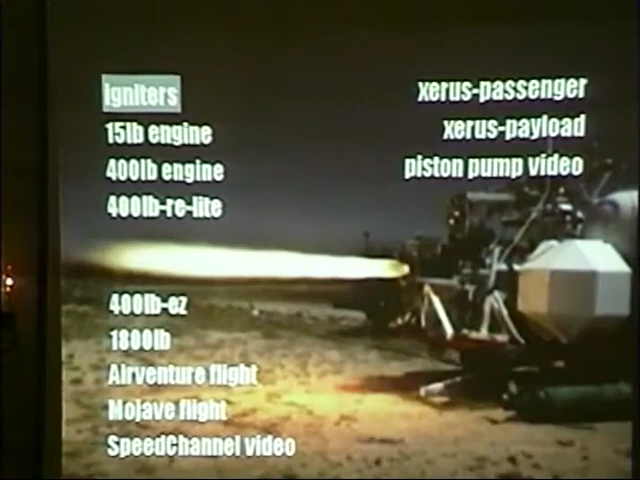 igniters
15lb engine
400lb engine
400lb-re-lite
400lb-ez
1800lb
Airventure flight
Mojave flight
SpeedChannel video
xerus-passenger
xerus-payload
piston pump video